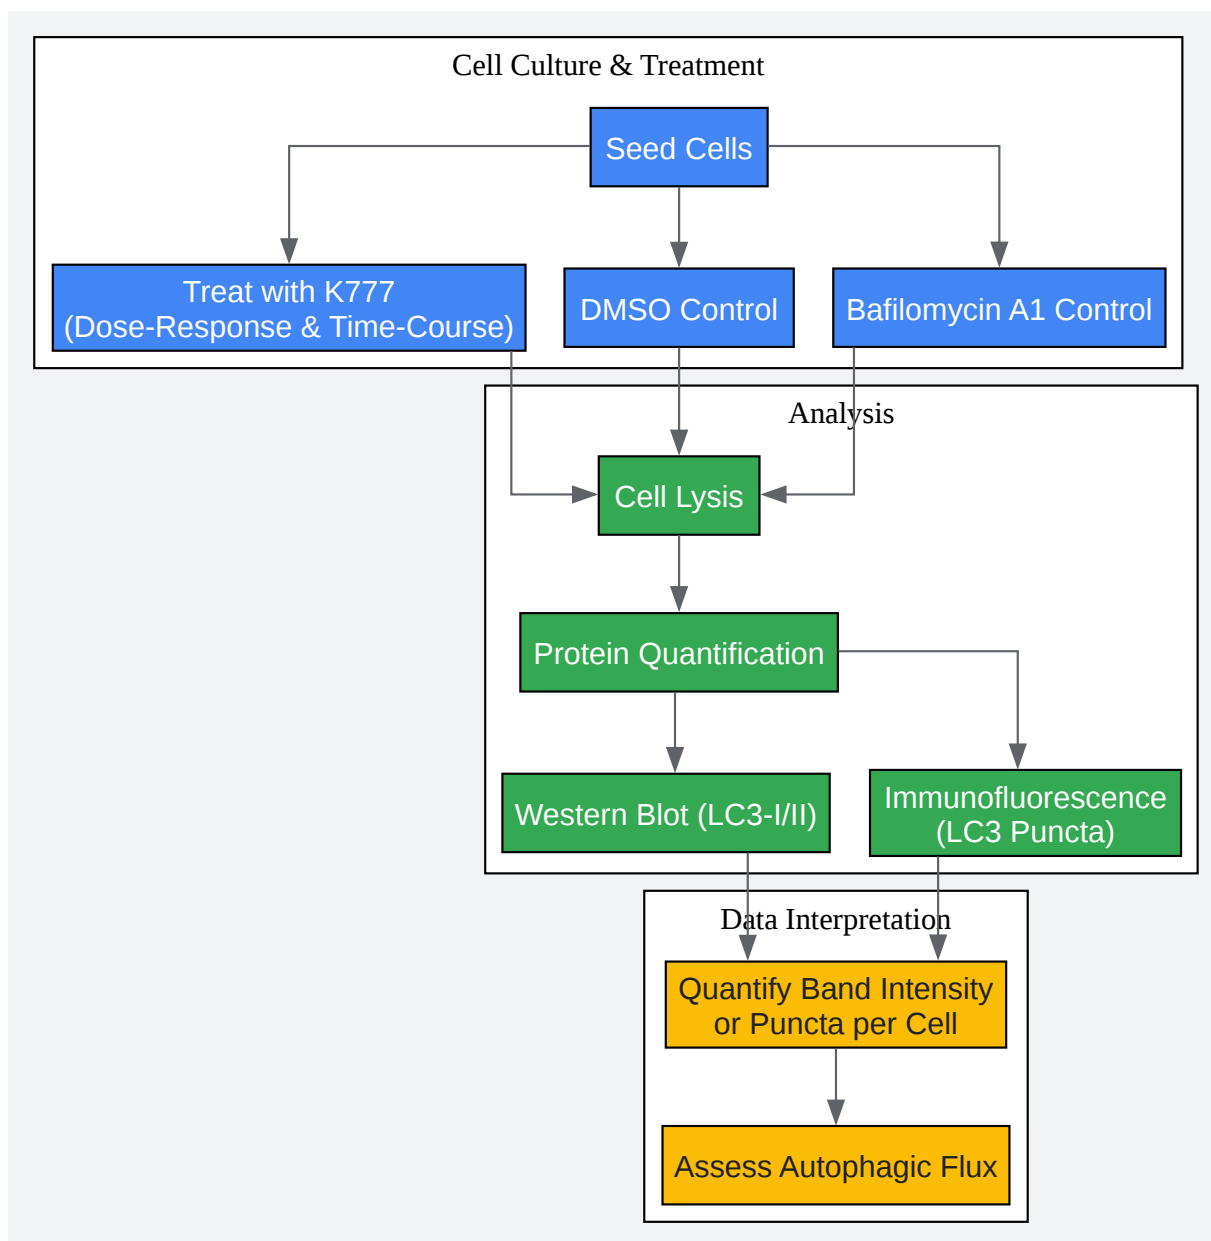 Cell Culture & Treatment
Seed Cells
Treat with K777
(Dose-Response & Time-Course)
DMSO Control
Bafilomycin A1 Control
Analysis
Cell Lysis
Protein Quantification
Western Blot (LC3-I/II)
Immunofluorescence
(LC3 Puncta)
Data Interpretation
Quantify Band Intensity
or Puncta per Cell
Assess Autophagic Flux